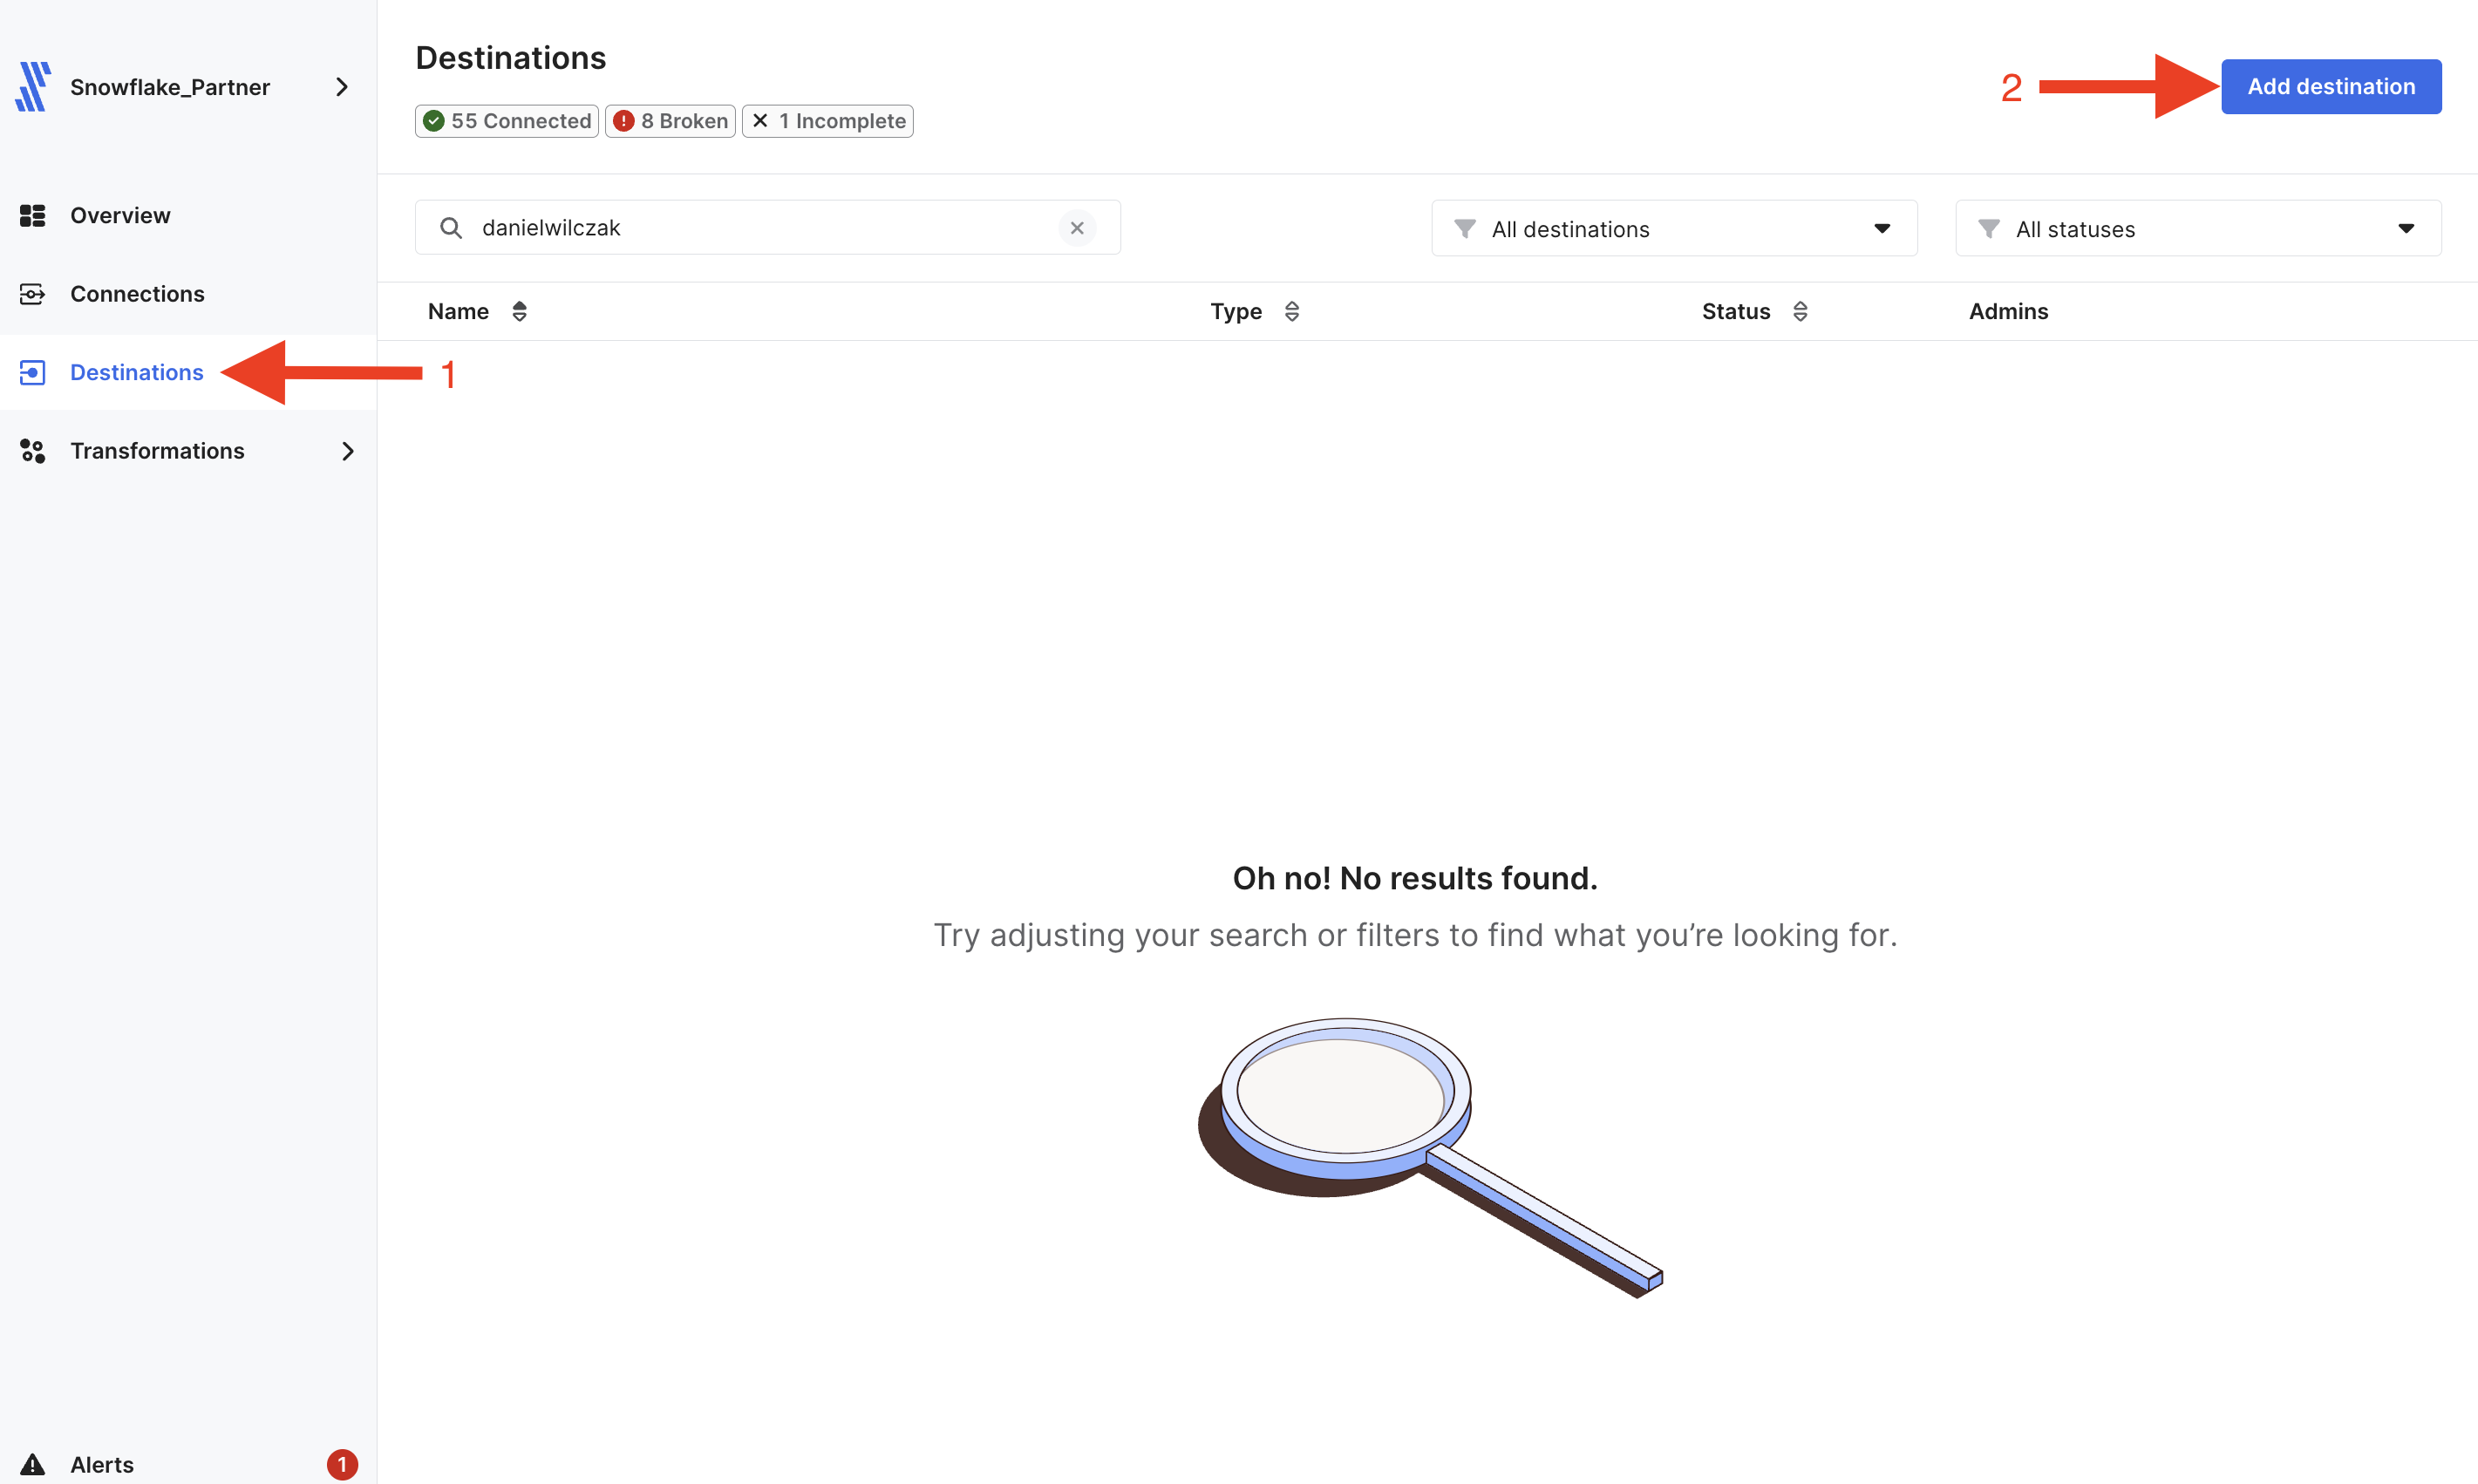 Snowflake_Partner
Overview
Connections
Destinations
1
Transformations
Alerts
1
Destinations
55 Connected
8 Broken
1 Incomplete
2
Add destination
danielwilczak
All destinations
All statuses
Name
Type
Status
Admins
Oh no! No results found.
Try adjusting your search or filters to find what you’re looking for.